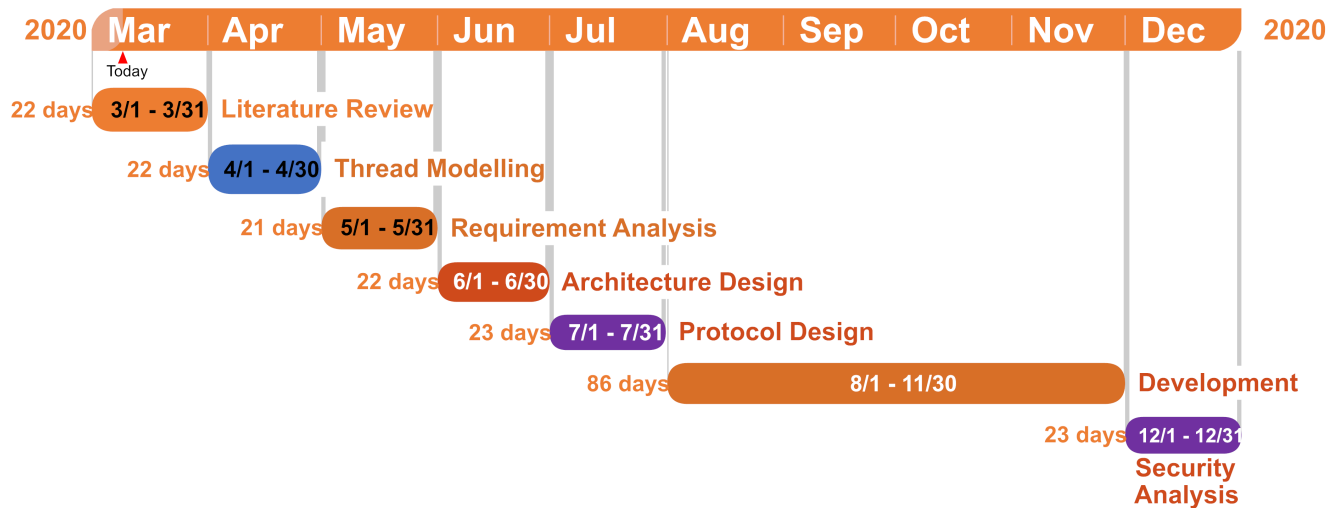 2020 Mar Apr May Jun Jul Aug Sep Oct Nov Dec 2020
Today
22 days 3/1 - 3/31 Literature Review
22 days 4/1 - 4/30 Thread Modelling
21 days 5/1 - 5/31 Requirement Analysis
22 days 6/1 - 6/30 Architecture Design
23 days 7/1 - 7/31 Protocol Design
86 days 8/1 - 11/30 Development
23 days 12/1 - 12/31
Security
Analysis